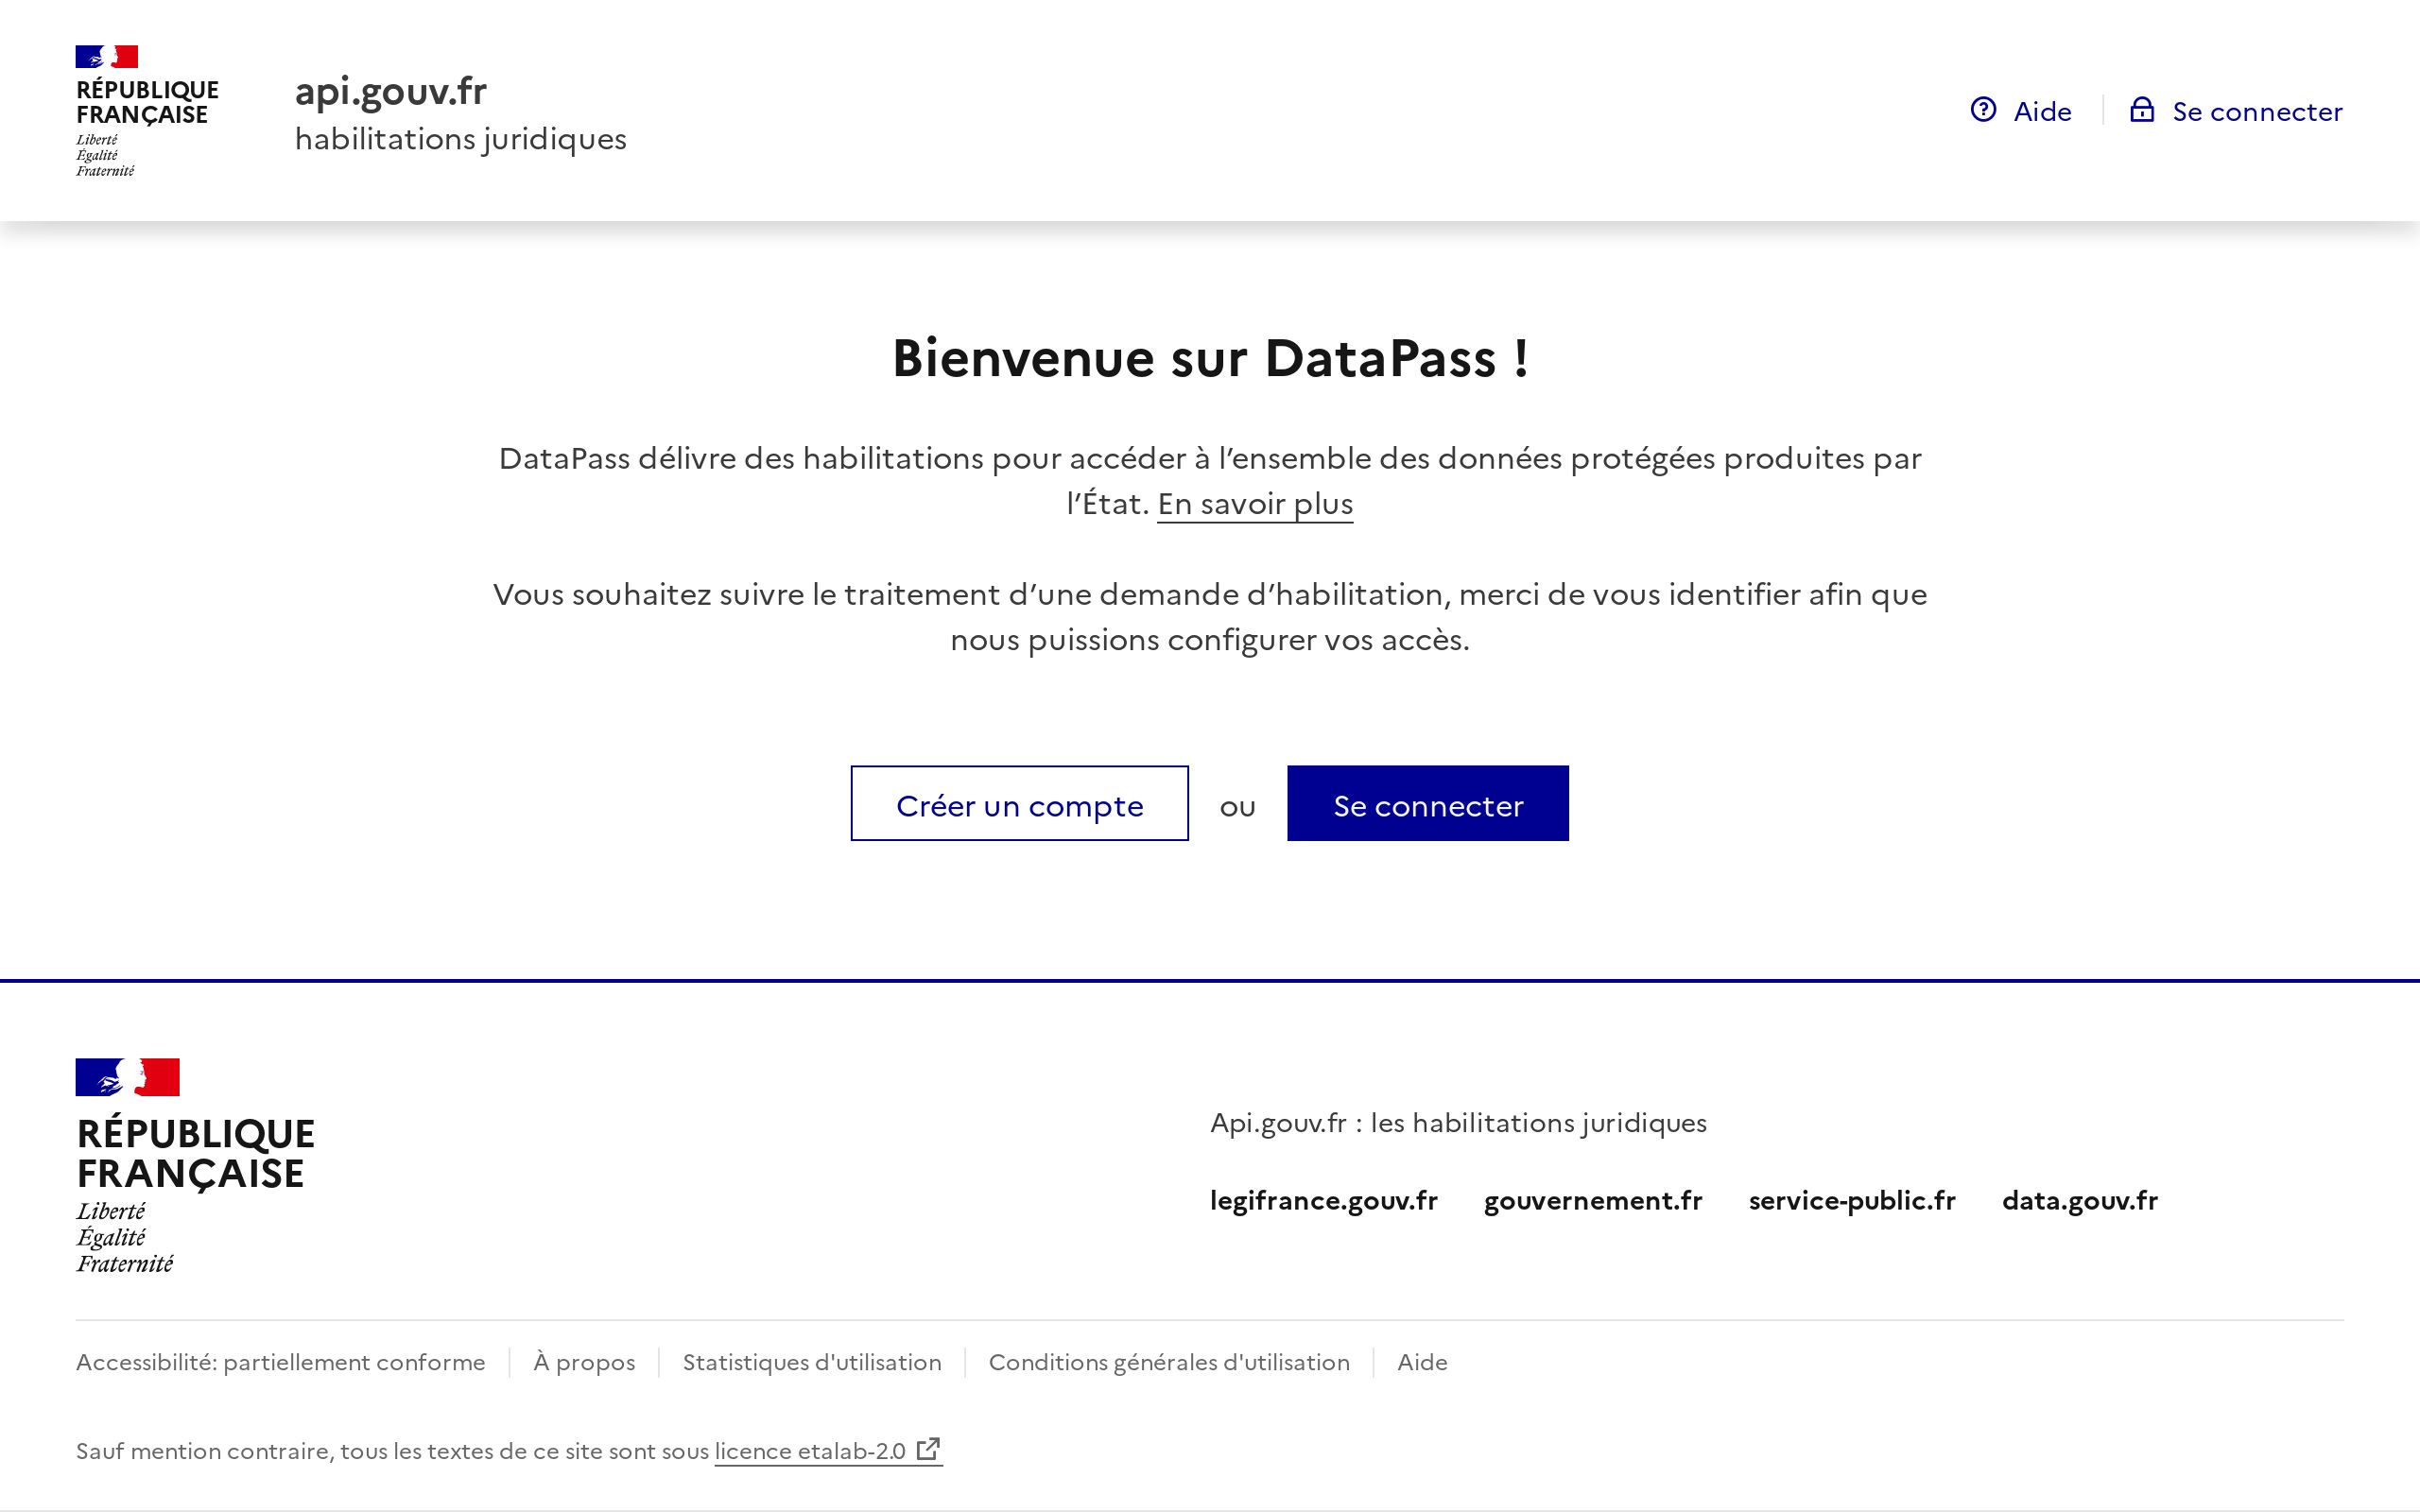 RÉPUBLIQUE
FRANÇAISE
Liberté
Égalité
Fraternité
api.gouv.fr
habilitations juridiques
Aide
Se connecter
Bienvenue sur DataPass !
DataPass délivre des habilitations pour accéder à l’ensemble des données protégées produites par
l’État. En savoir plus
Vous souhaitez suivre le traitement d’une demande d’habilitation, merci de vous identifier afin que
nous puissions configurer vos accès.
Créer un compte
ou
Se connecter
RÉPUBLIQUE
FRANÇAISE
Liberté
Égalité
Fraternité
Api.gouv.fr : les habilitations juridiques
legifrance.gouv.fr
gouvernement.fr
service-public.fr
data.gouv.fr
Accessibilité: partiellement conforme
À propos
Statistiques d'utilisation
Conditions générales d'utilisation
Aide
Sauf mention contraire, tous les textes de ce site sont sous licence etalab-2.0